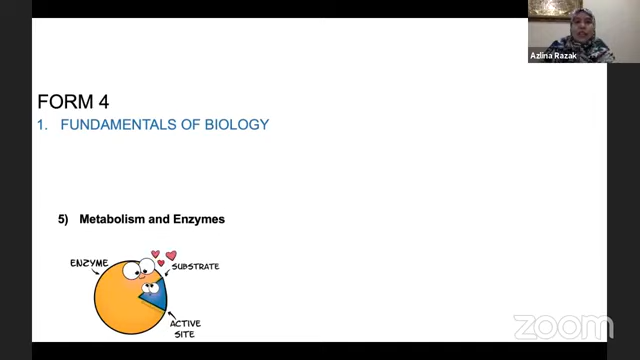 Azlina Razak
FORM 4
1. FUNDAMENTALS OF BIOLOGY
5) Metabolism and Enzymes
ENZYME
SUBSTRATE
ACTIVE
SITE
zoom